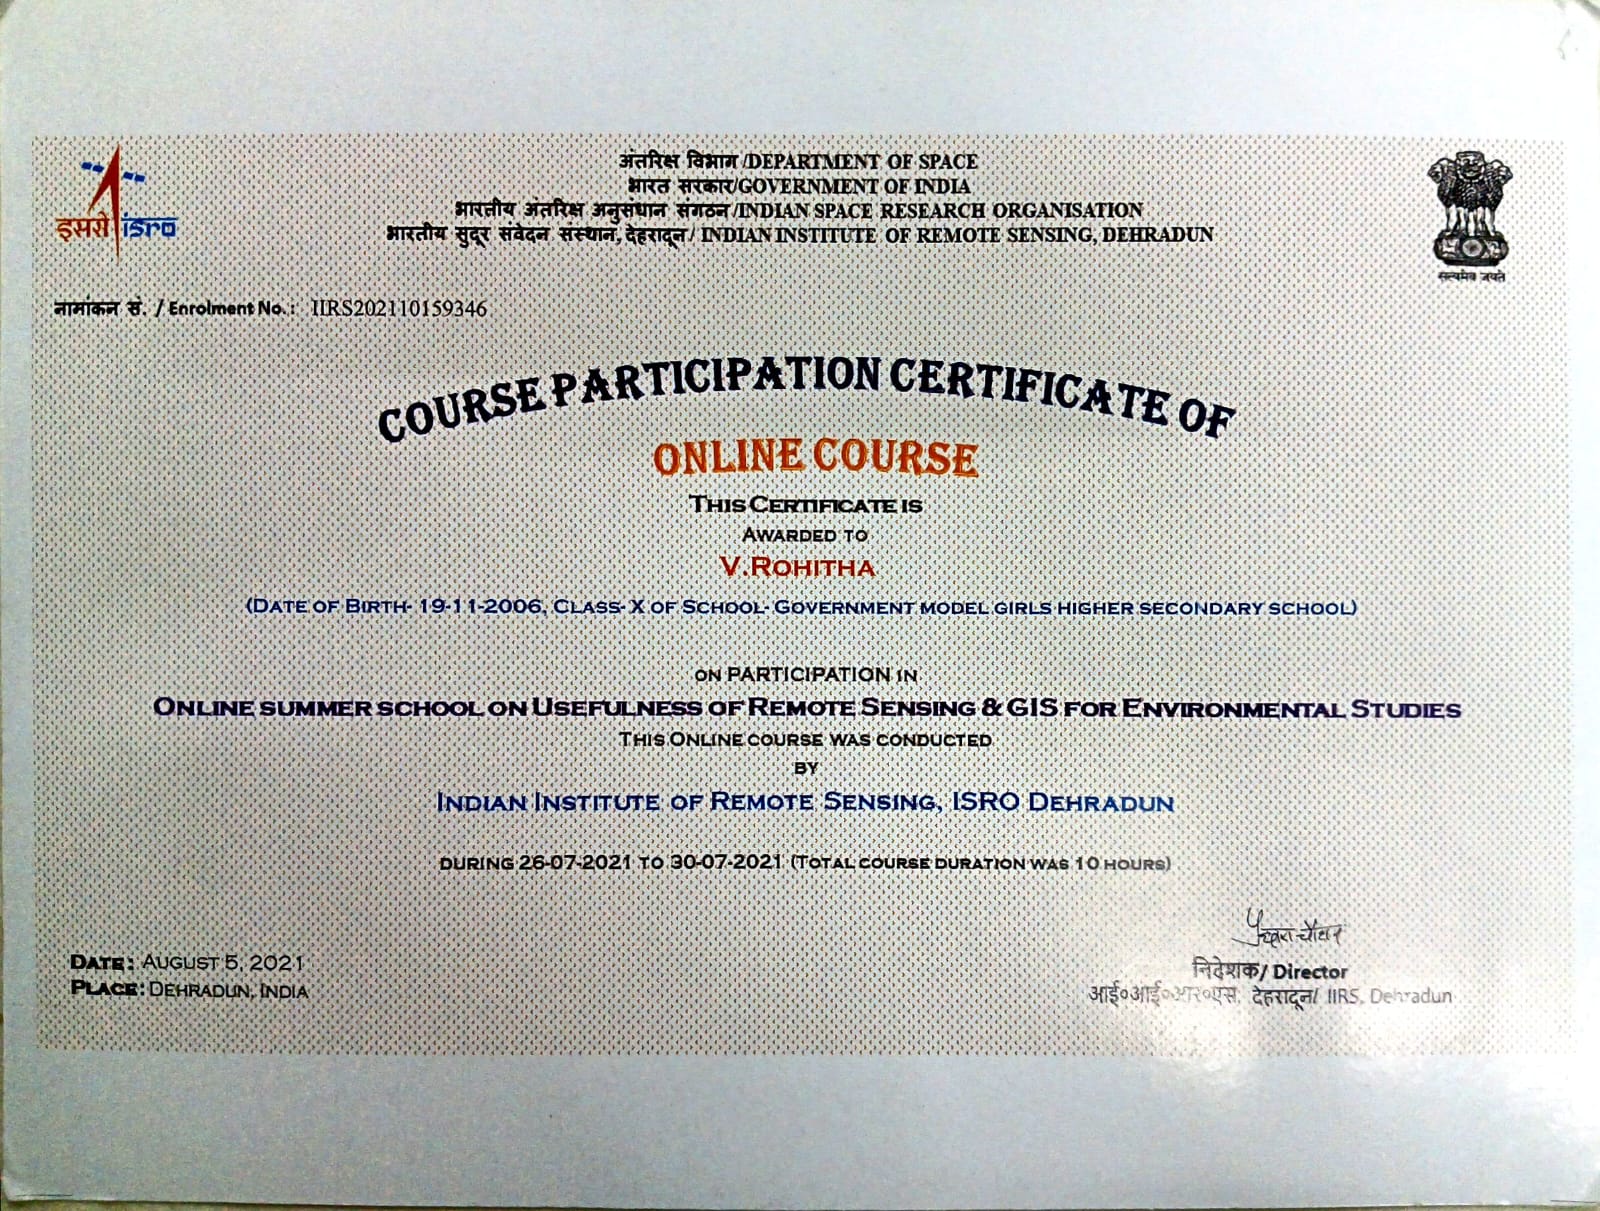 इसरो isro
अंतरिक्ष विभाग /DEPARTMENT OF SPACE
भारत सरकार/GOVERNMENT OF INDIA
भारतीय अंतरिक्ष अनुसंधान संगठन /INDIAN SPACE RESEARCH ORGANISATION
भारतीय सुदूर संवेदन संस्थान, देहरादून / INDIAN INSTITUTE OF REMOTE SENSING, DEHRADUN
सत्यमेव जयते
नामांकन सं. / Enrolment No. : IIRS202110159346
COURSE PARTICIPATION CERTIFICATE OF
ONLINE COURSE
THIS CERTIFICATE IS
AWARDED TO
V.ROHITHA
(DATE OF BIRTH- 19-11-2006, CLASS- X OF SCHOOL- GOVERNMENT MODEL GIRLS HIGHER SECONDARY SCHOOL)
ON PARTICIPATION IN
ONLINE SUMMER SCHOOL ON USEFULNESS OF REMOTE SENSING & GIS FOR ENVIRONMENTAL STUDIES
THIS ONLINE COURSE WAS CONDUCTED
BY
INDIAN INSTITUTE OF REMOTE SENSING, ISRO DEHRADUN
DURING 26-07-2021 TO 30-07-2021 (TOTAL COURSE DURATION WAS 10 HOURS)
DATE: AUGUST 5, 2021
PLACE: DEHRADUN, INDIA
निदेशक/ Director
आई०आई०आर०एस. देहरादून/ IIRS, Dehradun